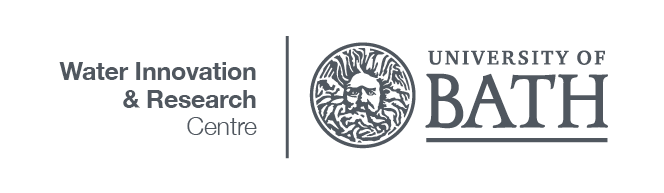 Water Innovation
& Research
Centre
UNIVERSITY OF
BATH